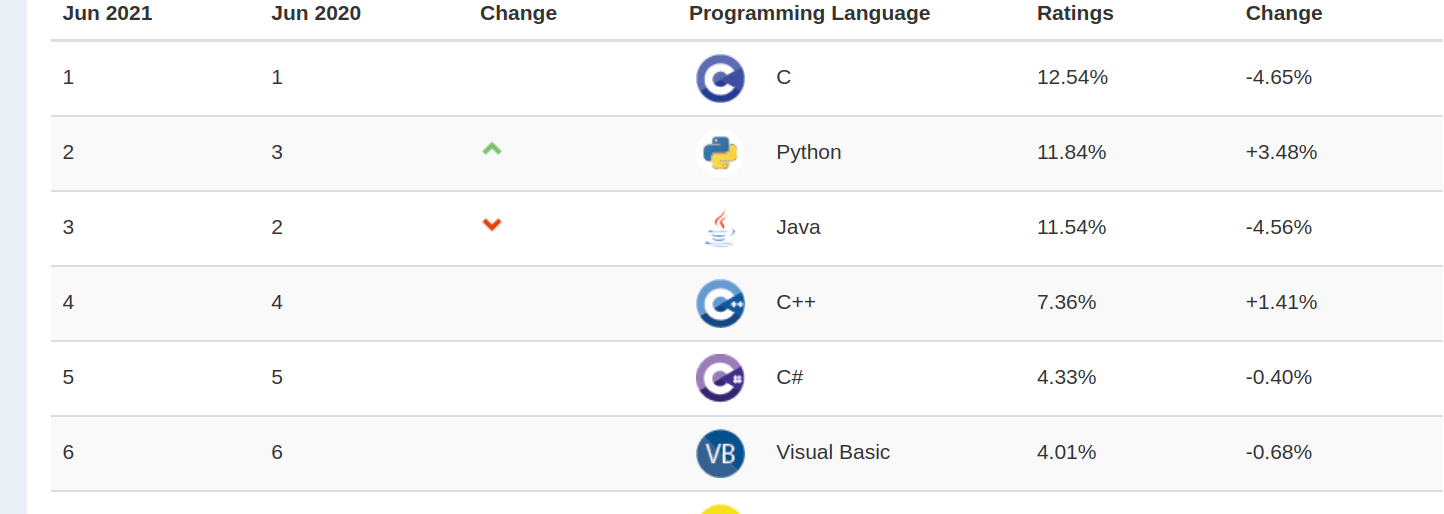 Jun 2021 Jun 2020 Change Programming Language Ratings Change
1 1 C 12.54% -4.65%
2 3 Python 11.84% +3.48%
3 2 Java 11.54% -4.56%
4 4 C++ 7.36% +1.41%
5 5 C# 4.33% -0.40%
6 6 VB Visual Basic 4.01% -0.68%